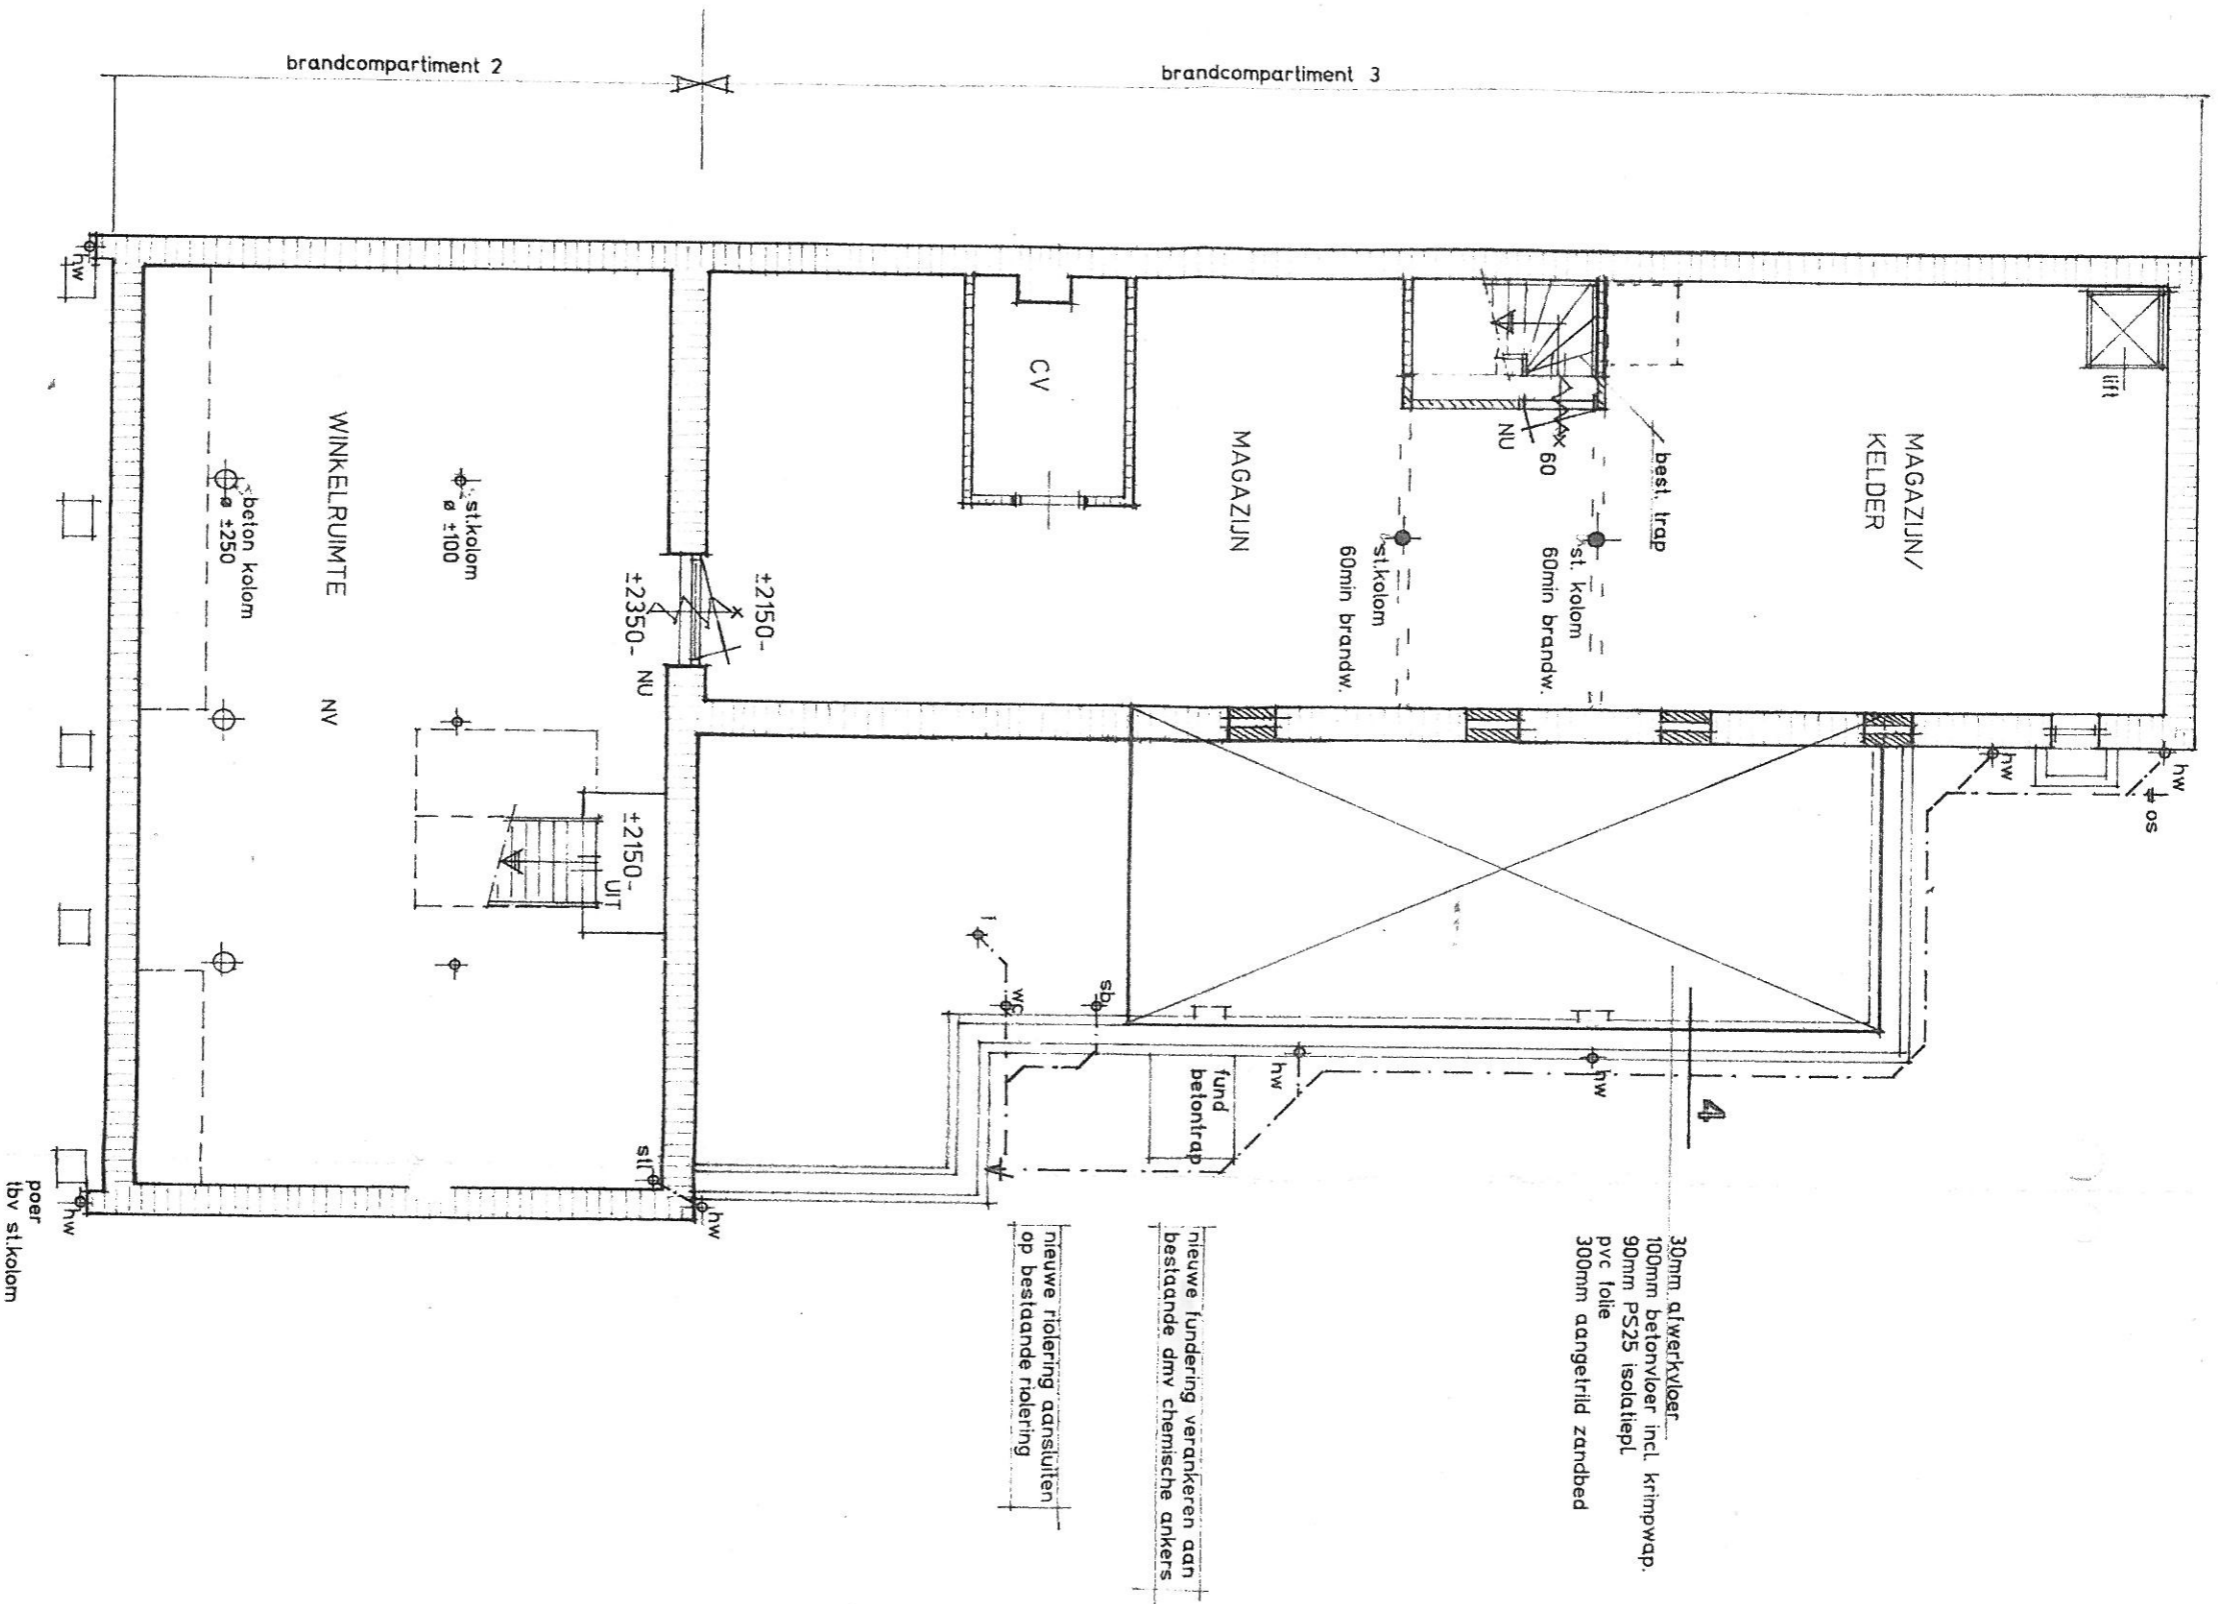 brandcompartiment 2
brandcompartiment 3
hw
CV
lift
MAGAZIJN/
KELDER
MAGAZIJN
NU
60
best. trap
WINKELRUIMTE
NV
beton kolom
ø ±250
st.kolom
ø ±100
st.kolom
60min brandw.
st. kolom
60min brandw.
±2150-
±2350-
NU
±2150-
UIT
hw
hw
os
wc
sb
hw
hw
fund
betontrap
4
stl
hw
hw
poer
tbv st.kolom
nieuwe riolering aansluiten
op bestaande riolering
nieuwe fundering verankeren aan
bestaande dmv chemische ankers
30mm afwerkvloer
100mm betonvloer incl. krimpwap.
90mm PS25 isolatiepl.
pvc folie
300mm aangetrild zandbed